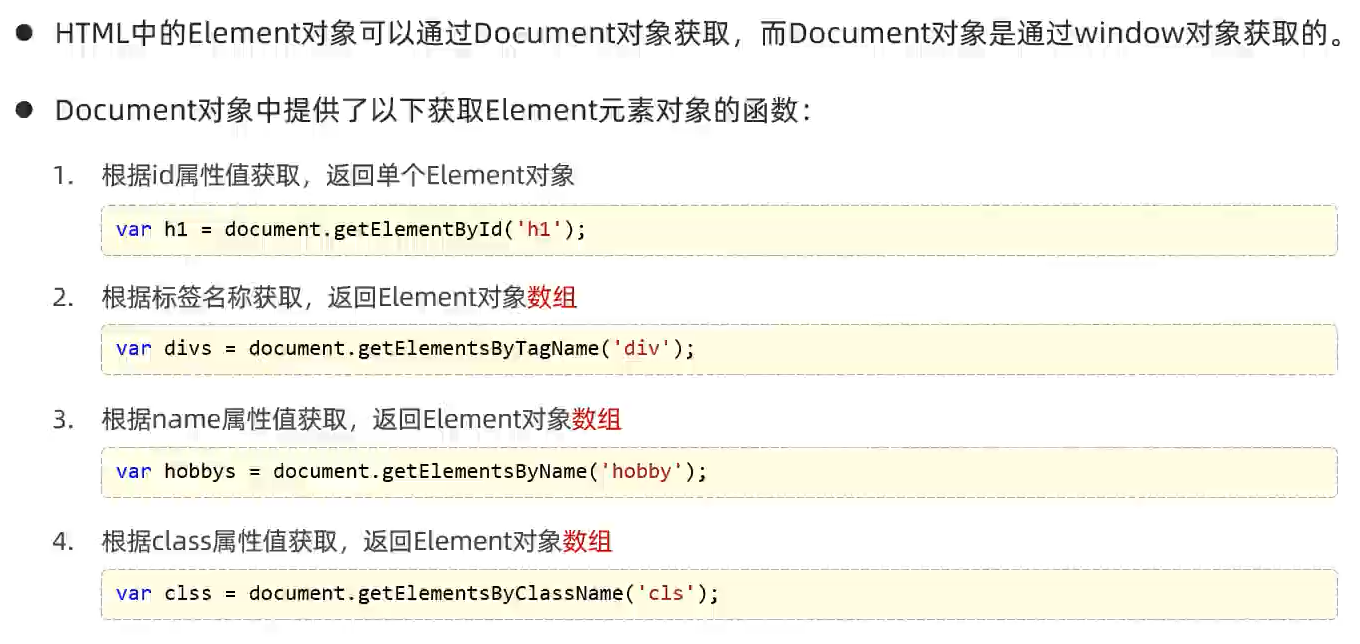 ● HTML中的Element对象可以通过Document对象获取，而Document对象是通过window对象获取的。
● Document对象中提供了以下获取Element元素对象的函数：
1. 根据id属性值获取，返回单个Element对象
var h1 = document.getElementById('h1');
2. 根据标签名称获取，返回Element对象数组
var divs = document.getElementsByTagName('div');
3. 根据name属性值获取，返回Element对象数组
var hobbys = document.getElementsByName('hobby');
4. 根据class属性值获取，返回Element对象数组
var clss = document.getElementsByClassName('cls');